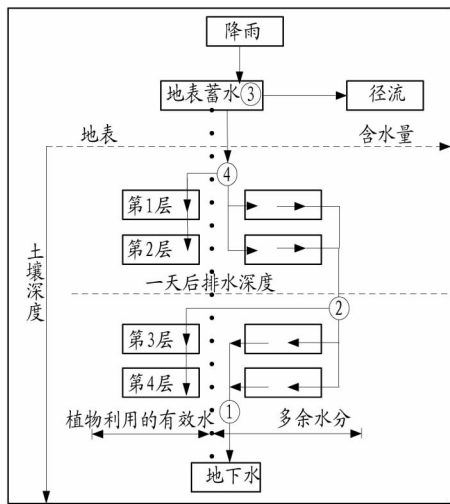 降雨
地表蓄水③
径流
地表
含水量
④
第1层
第2层
土壤深度
一天后排水深度
②
第3层
第4层
①
植物利用的有效水
多余水分
地下水